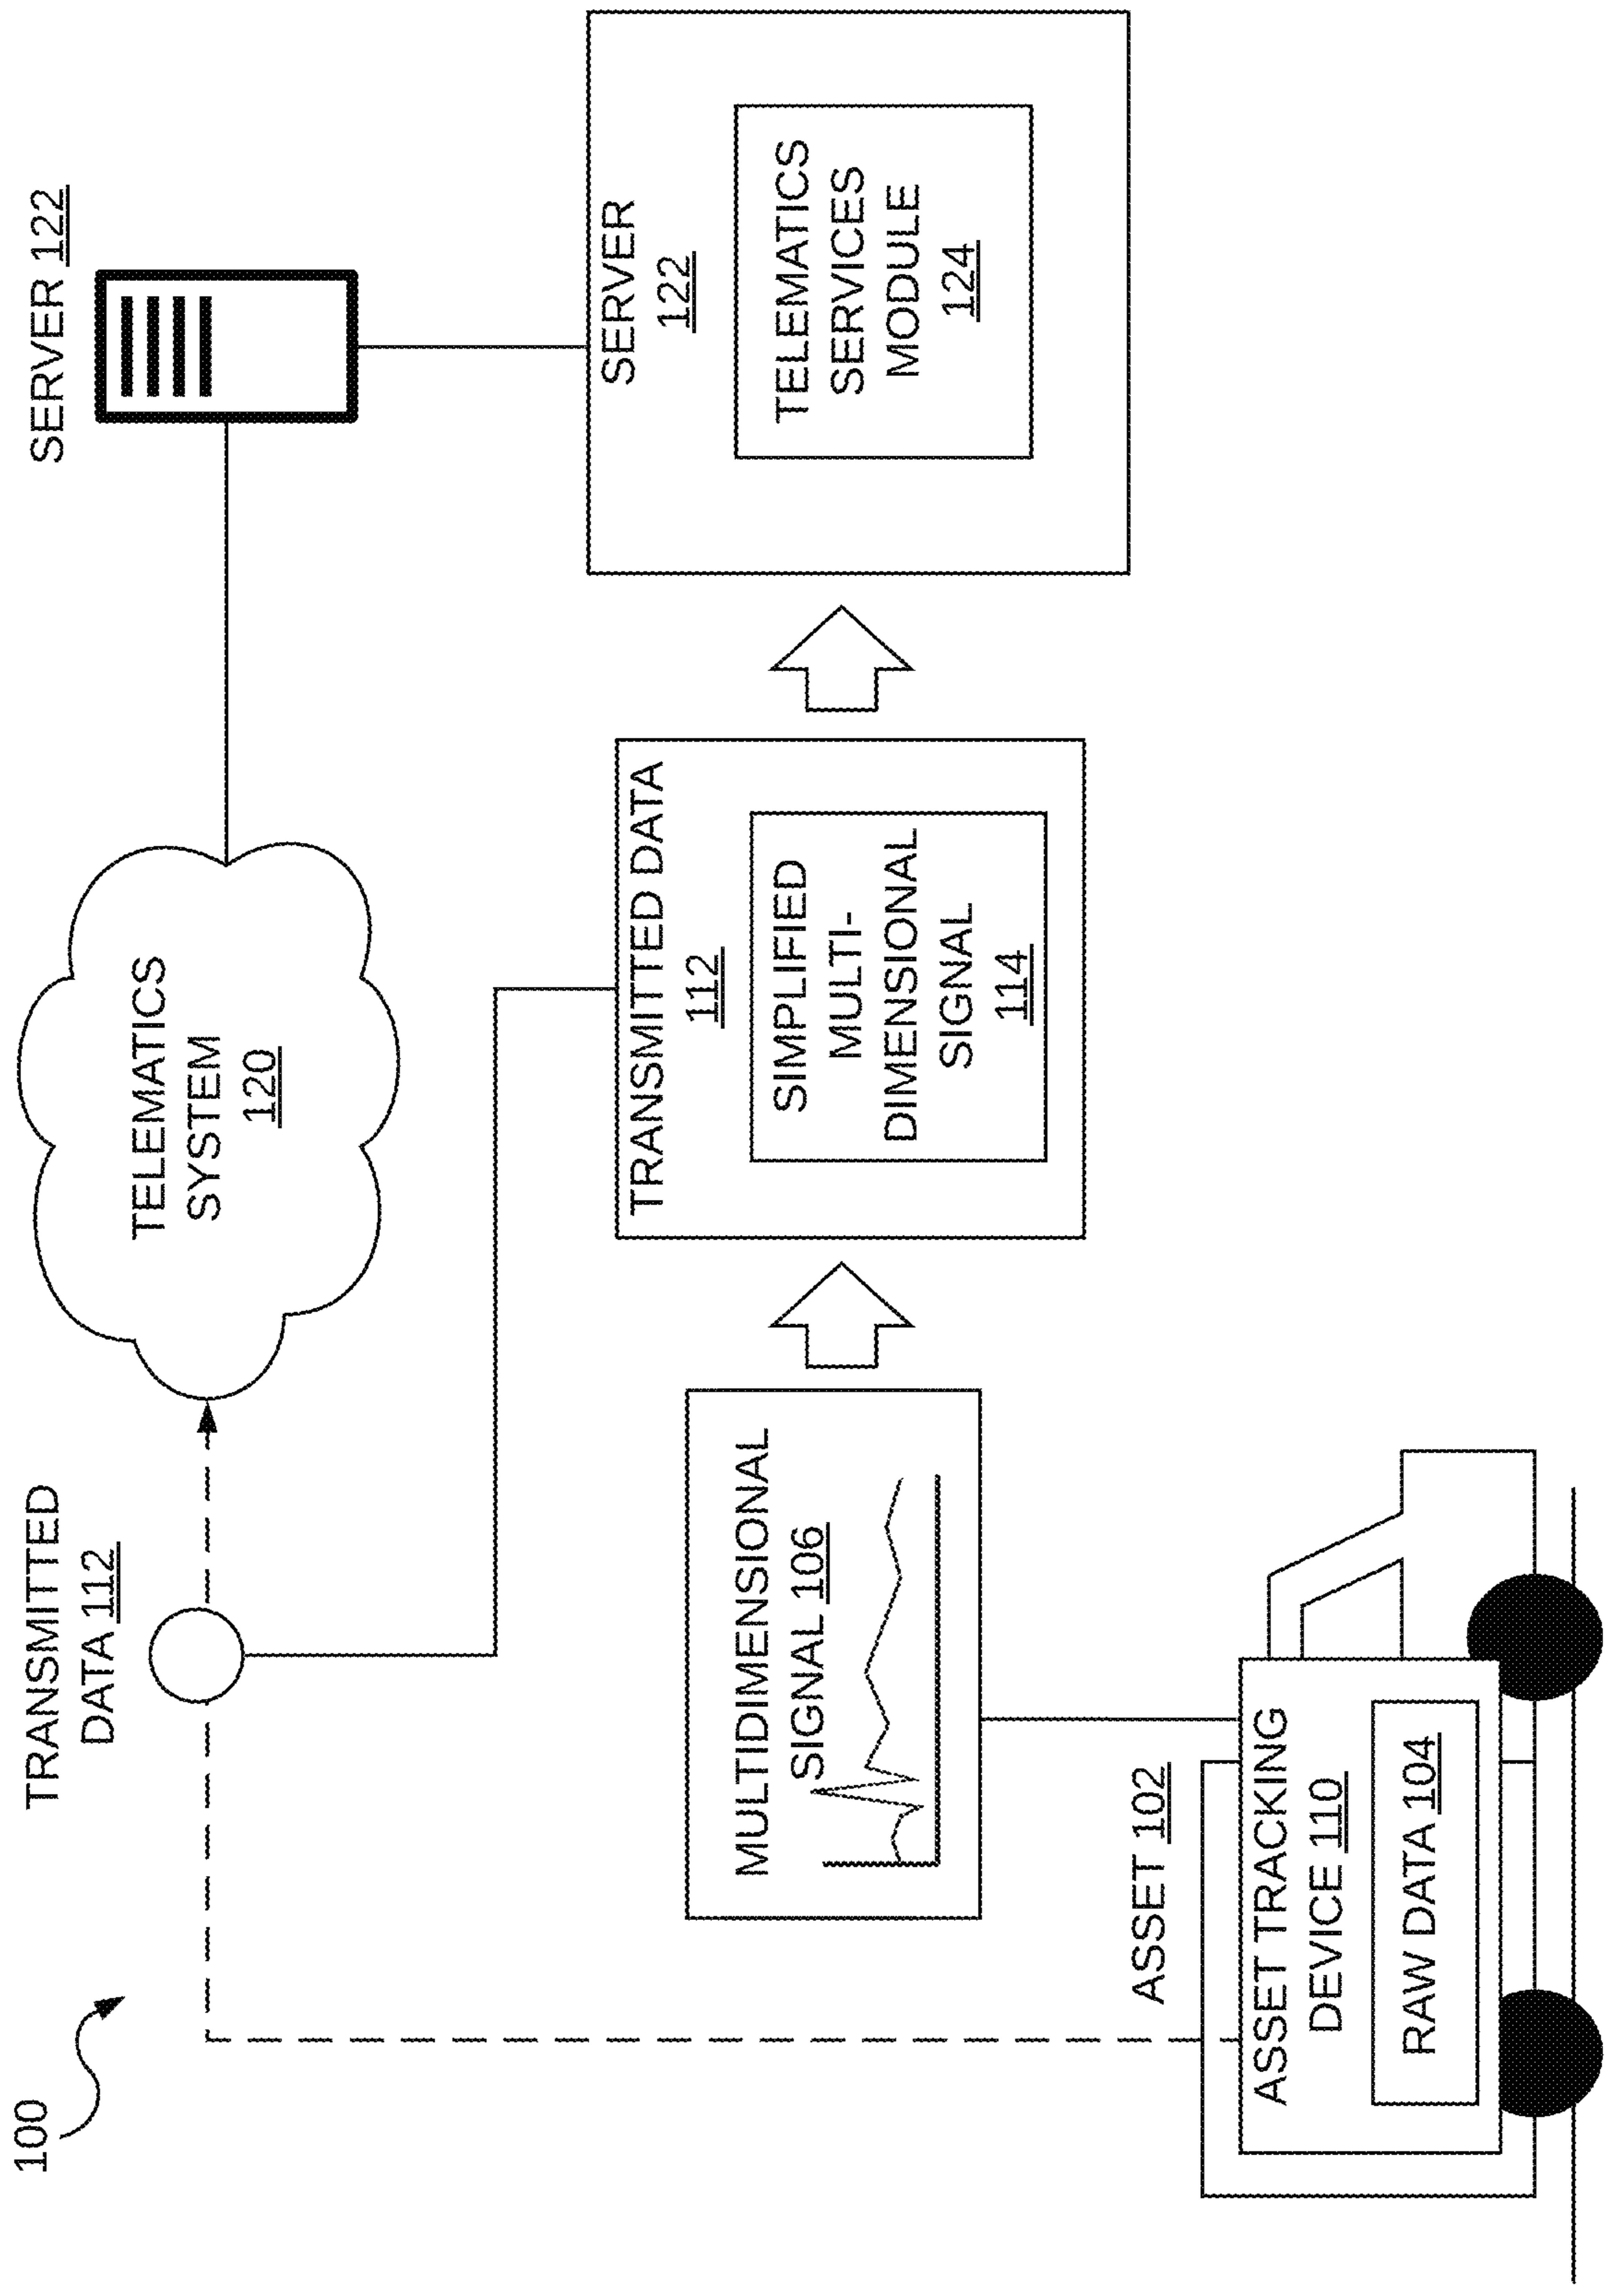 100
TRANSMITTED
DATA 112
TELEMATICS
SYSTEM
120
SERVER 122
MULTIDIMENSIONAL
SIGNAL 106
TRANSMITTED DATA
112
SIMPLIFIED
MULTI-
DIMENSIONAL
SIGNAL
114
SERVER
122
TELEMATICS
SERVICES
MODULE
124
ASSET 102
ASSET TRACKING
DEVICE 110
RAW DATA 104